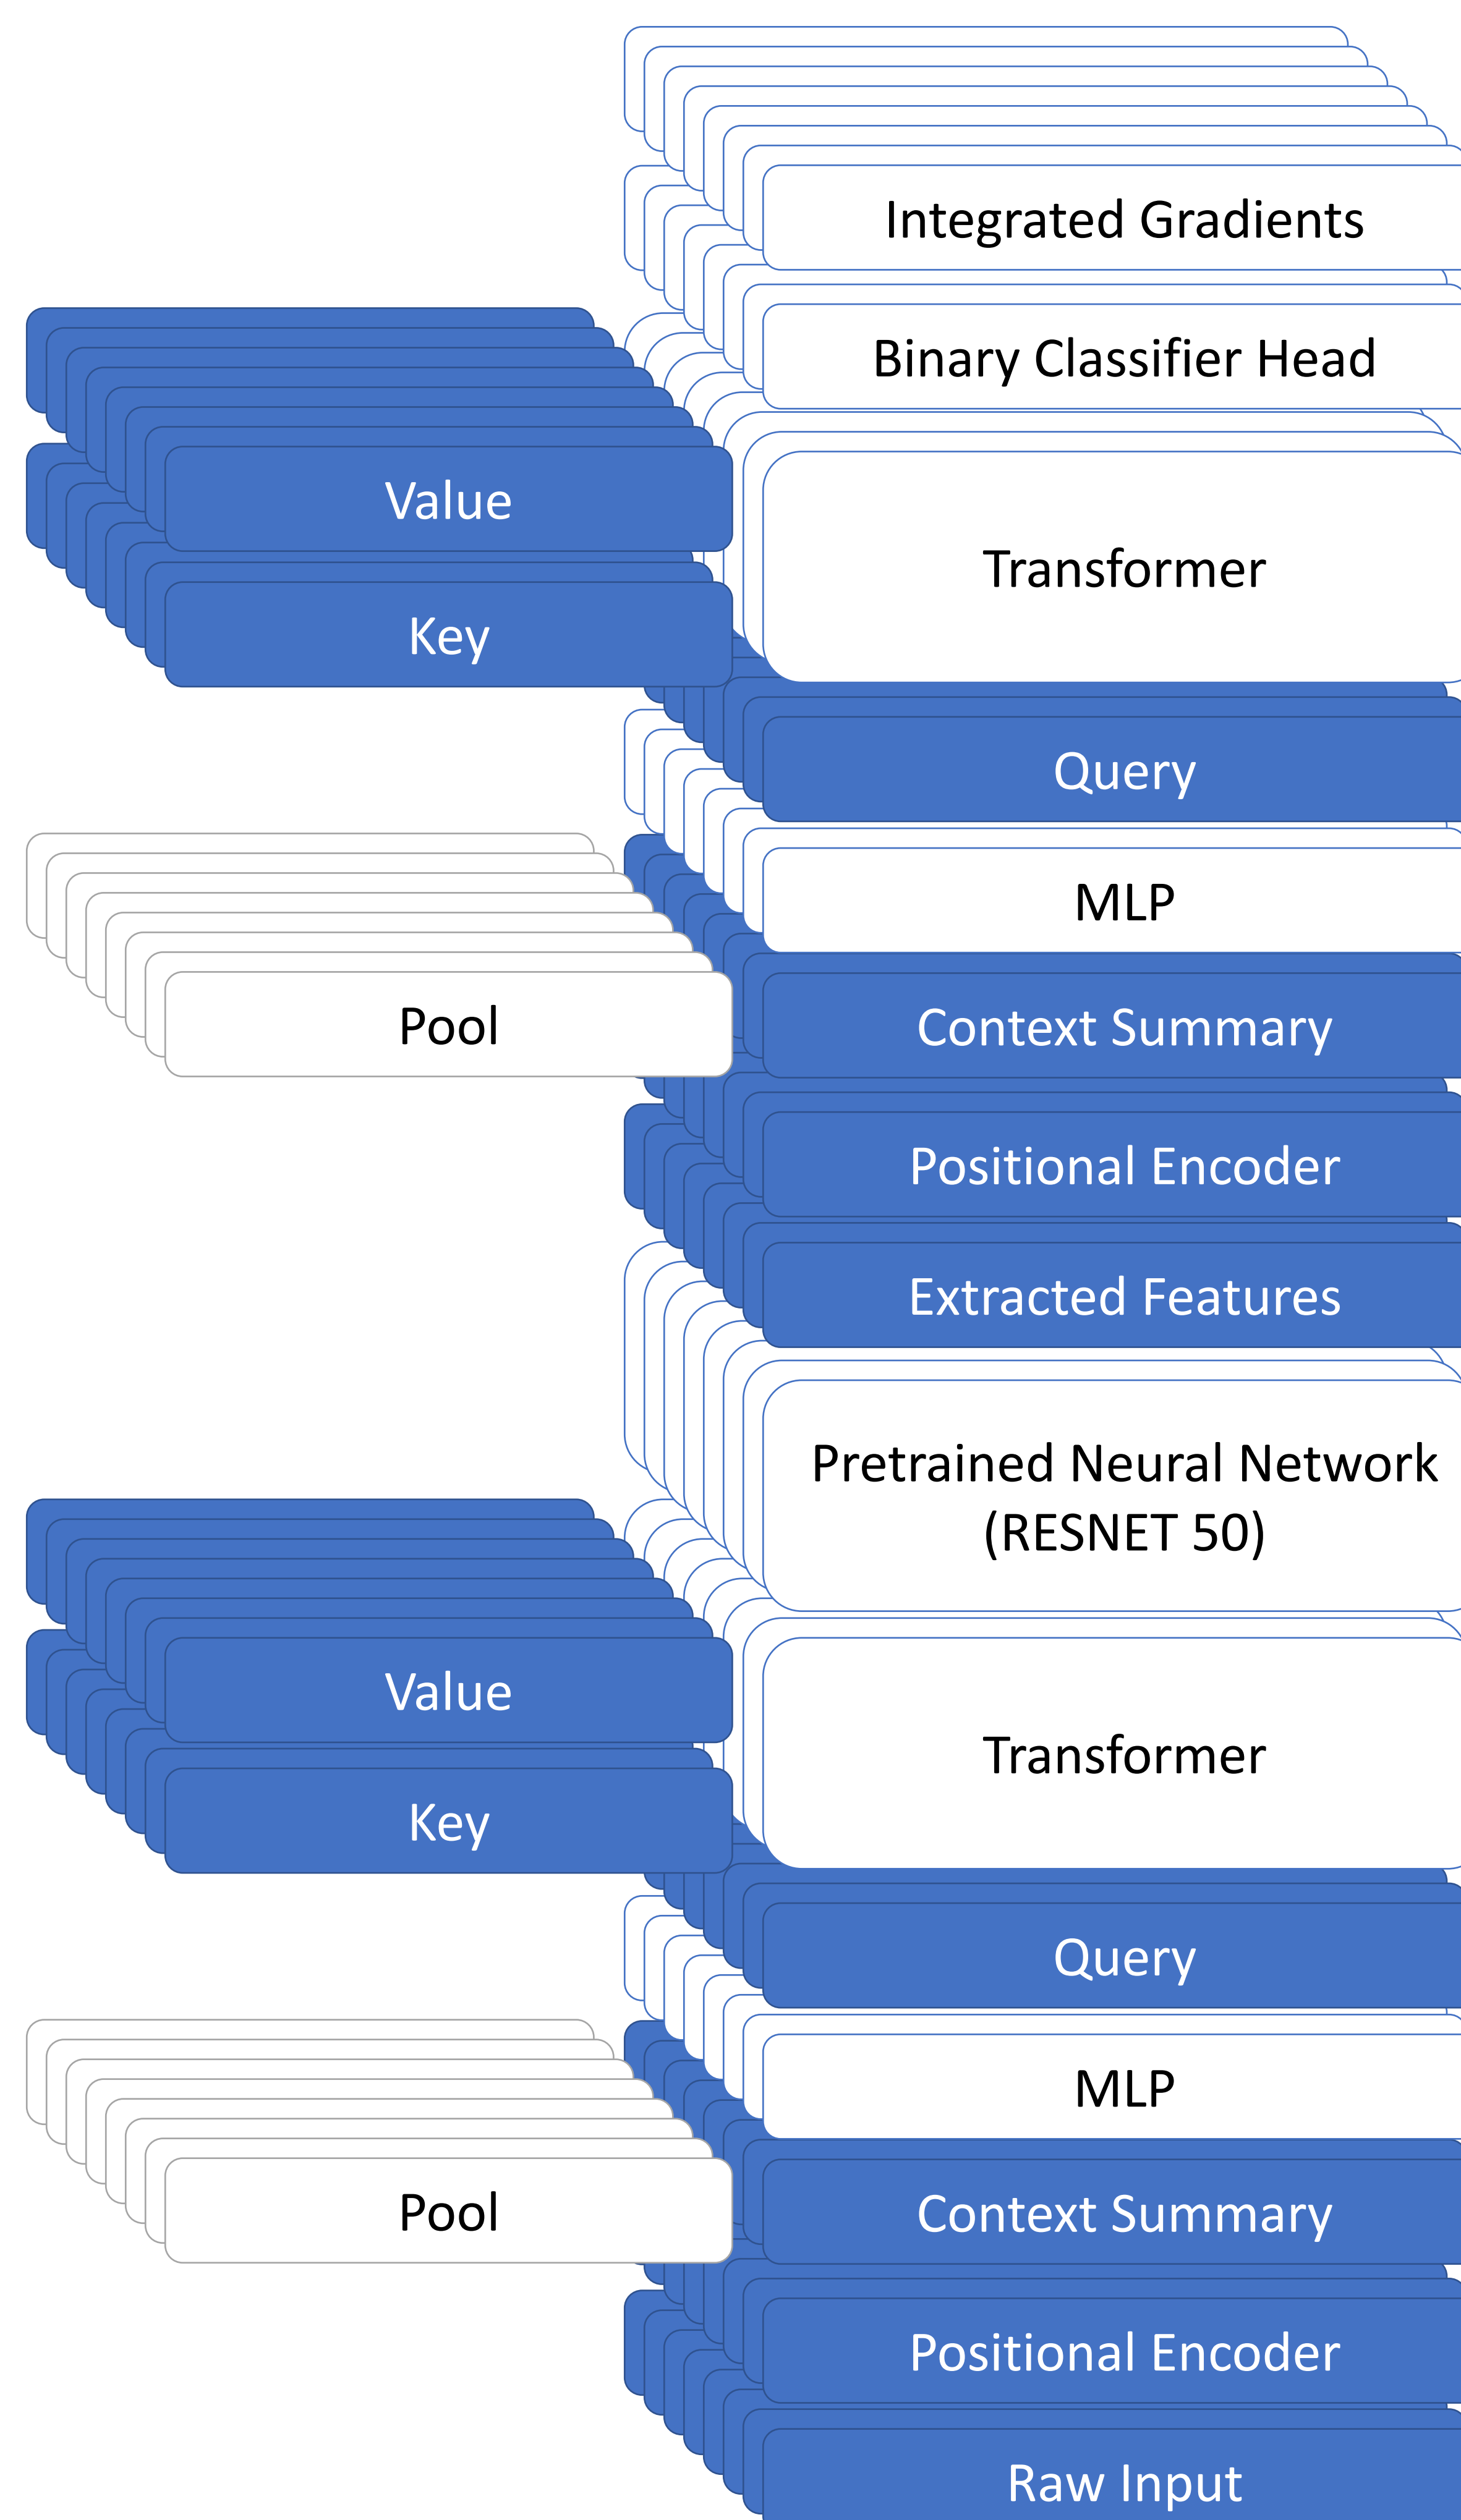 Integrated Gradients
Binary Classifier Head
Value
Transformer
Key
Query
MLP
Pool
Context Summary
Positional Encoder
Extracted Features
Pretrained Neural Network
(RESNET 50)
Value
Transformer
Key
Query
MLP
Pool
Context Summary
Positional Encoder
Raw Input